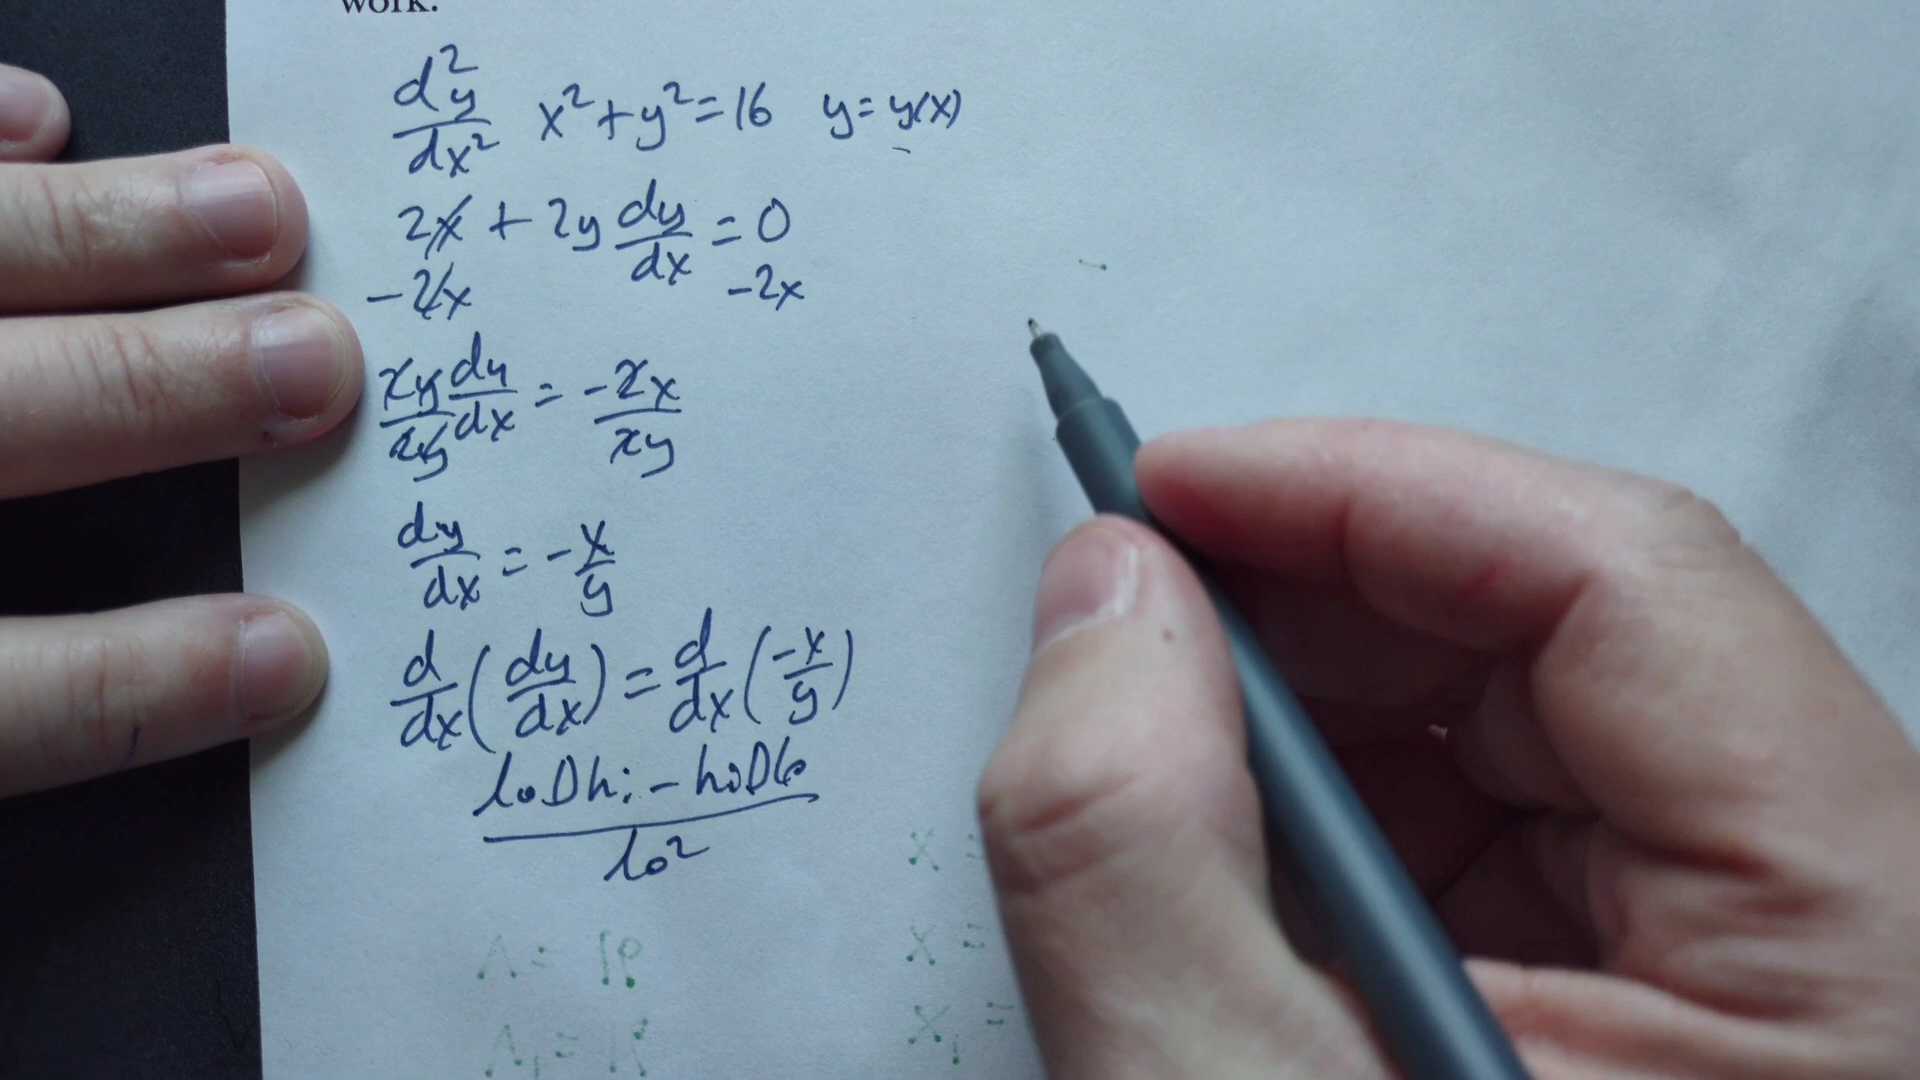 work.
d²y/dx² x²+y²=16 y=y(x)
2x + 2y dy/dx = 0
-2x -2x
2y/2y dy/dx = -2x/2y
dy/dx = -x/y
d/dx(dy/dx) = d/dx(-x/y)
loDhi - hiDlo
lo²
x =
x =
x₁ =